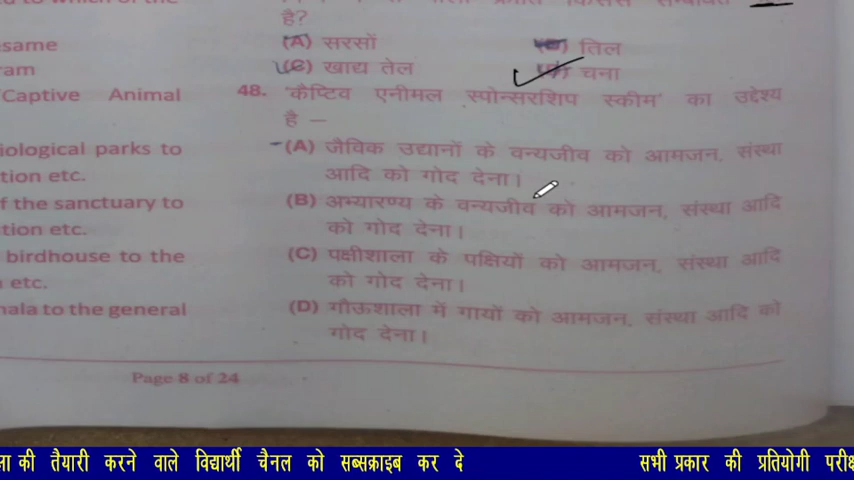 है?
esame
(A) सरसों
तिल
ram
(C) खाद्य तेल
चना
'Captive Animal
48. 'कैप्टिव एनीमल स्पोन्सरशिप स्कीम' का उद्देश्य
है –
iological parks to
(A) जैविक उद्यानों के वन्यजीव को आमजन, संस्था
tion etc.
आदि को गोद देना।
f the sanctuary to
(B) अभ्यारण्य के वन्यजीव को आमजन, संस्था आदि
tion etc.
को गोद देना।
birdhouse to the
(C) पक्षीशाला के पक्षियों को आमजन, संस्था आदि
etc.
को गोद देना।
hala to the general
(D) गौऊशाला में गायों को आमजन, संस्था आदि को
गोद देना।
Page 8 of 24
क्षा की तैयारी करने वाले विद्यार्थी चैनल को सब्सक्राइब कर दे
सभी प्रकार की प्रतियोगी परीक्ष